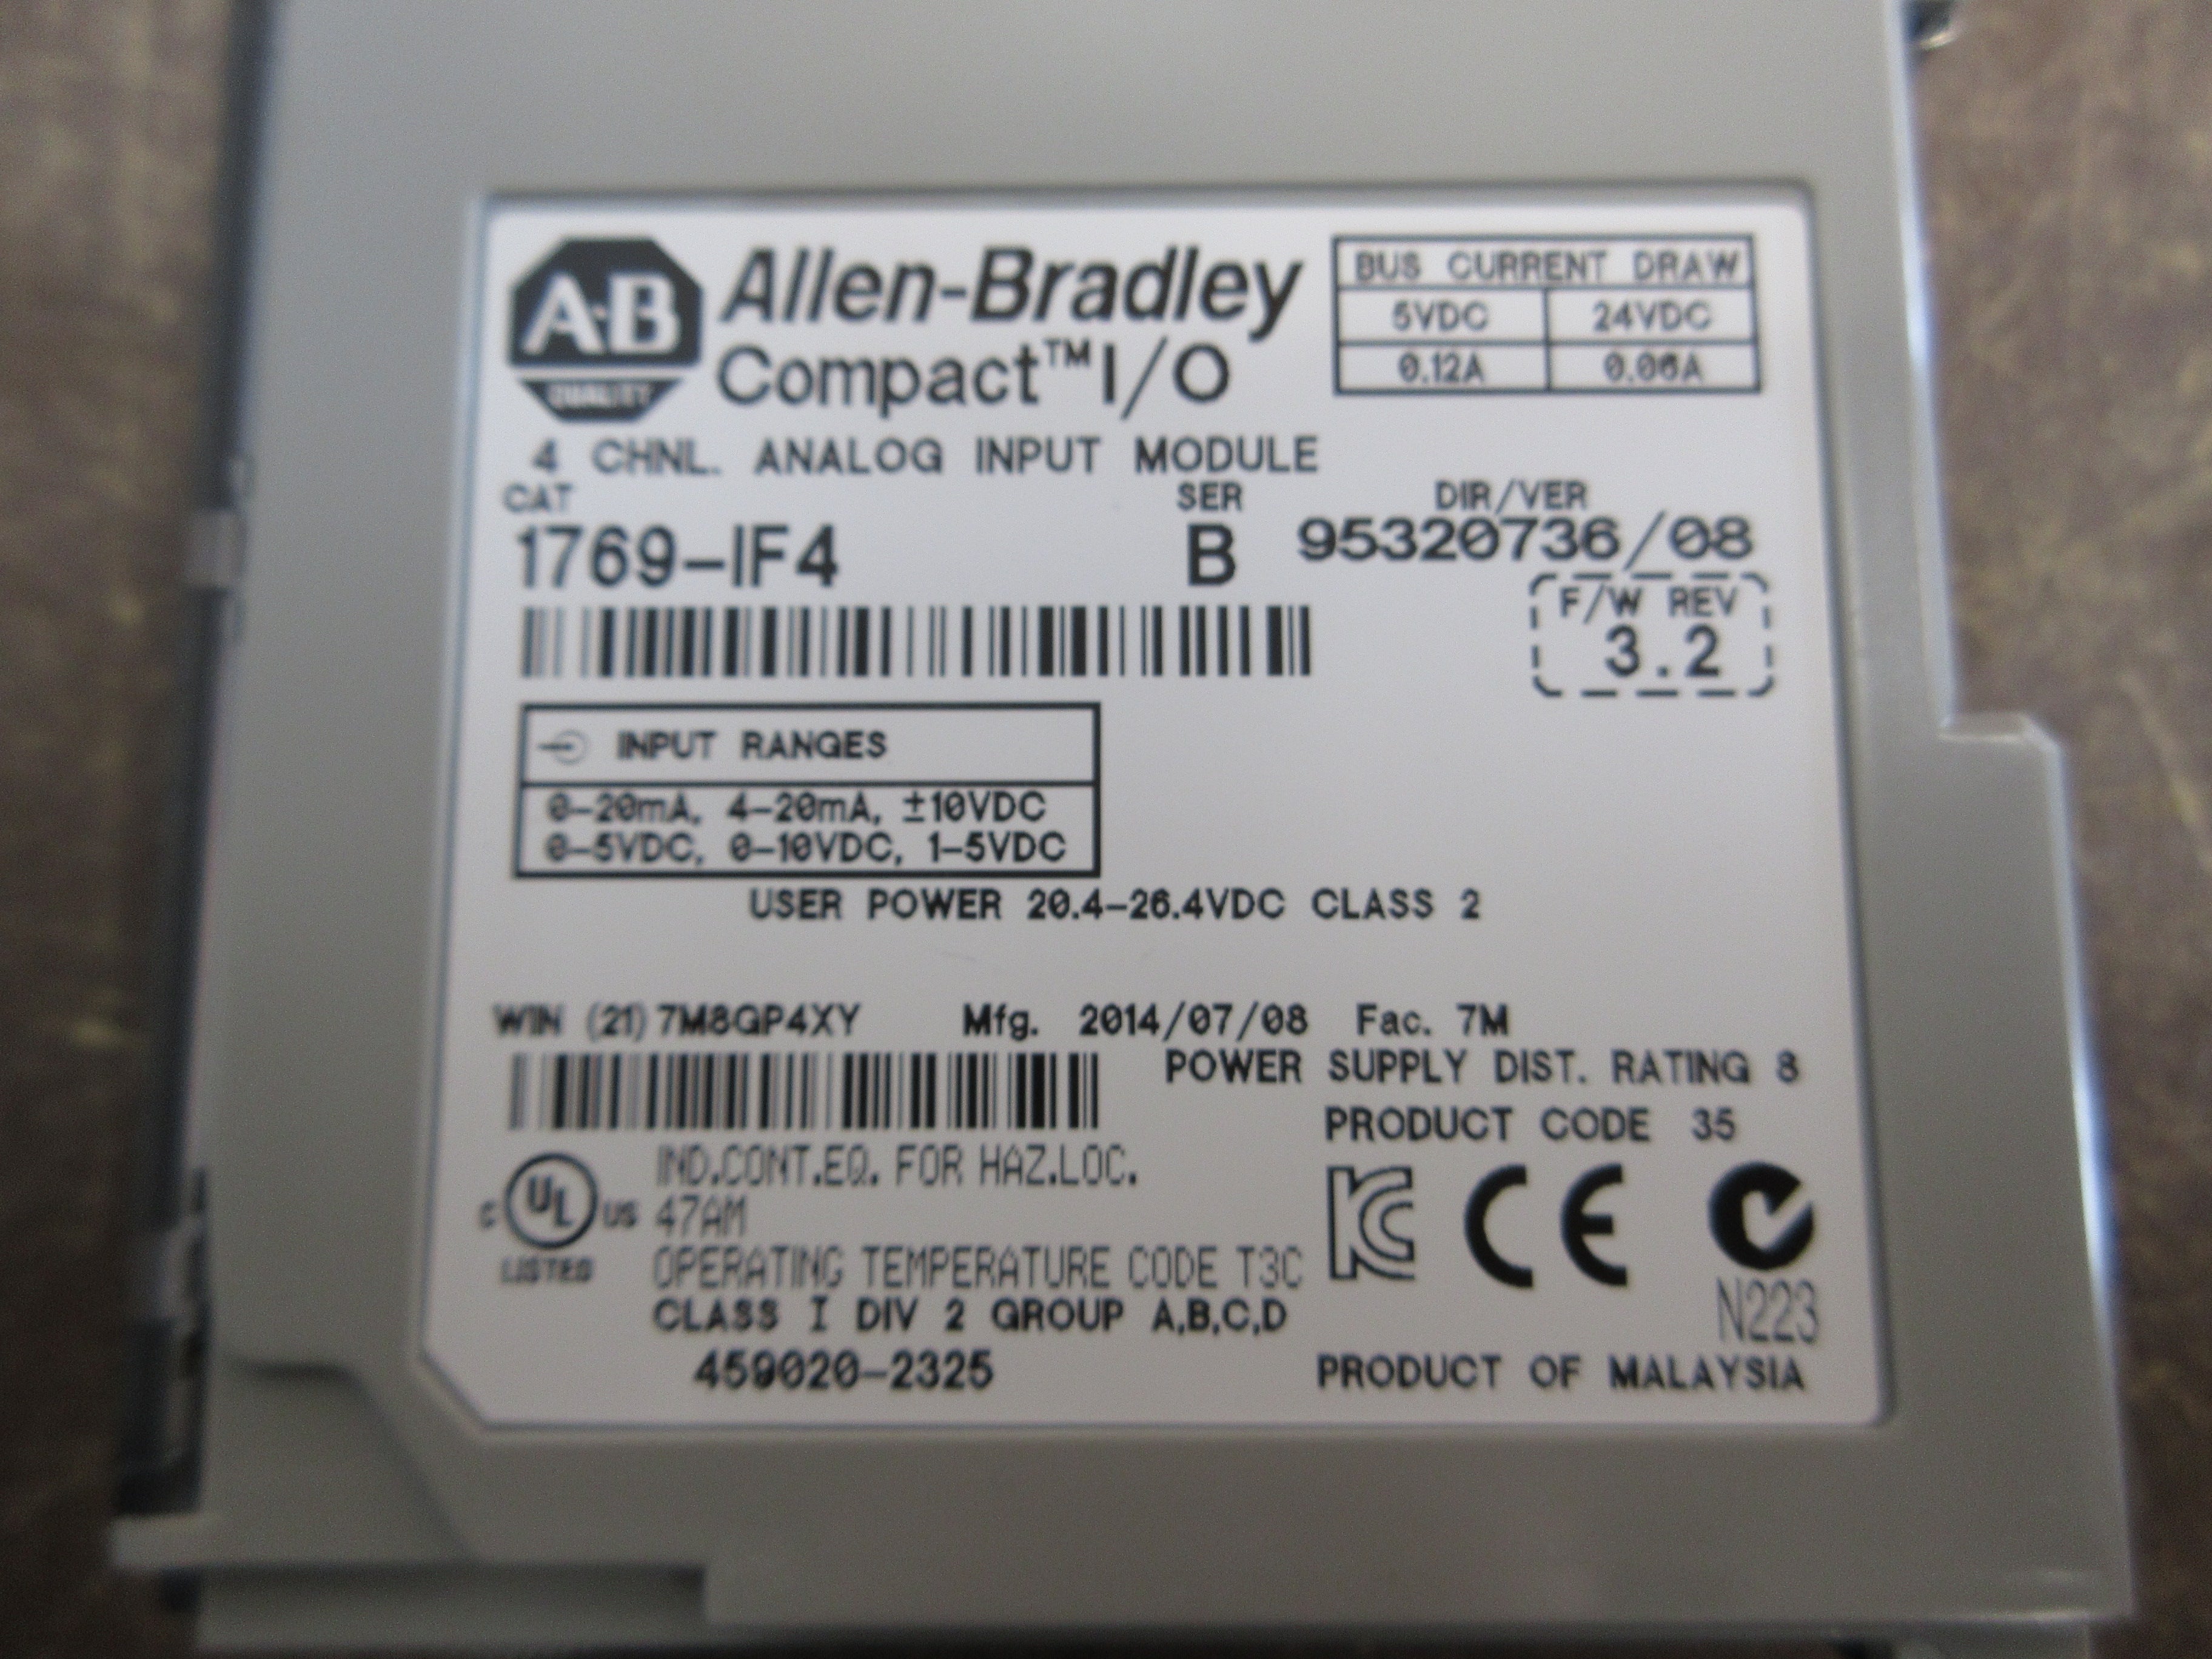 A-B
QUALITY
Allen-Bradley
Compact™ I/O
BUS CURRENT DRAW
5VDC 24VDC
0.12A 0.06A
4 CHNL. ANALOG INPUT MODULE
CAT SER DIR/VER
1769-IF4 B 95320736/08
F/W REV
3.2
INPUT RANGES
0-20mA, 4-20mA, ±10VDC
0-5VDC, 0-10VDC, 1-5VDC
USER POWER 20.4-26.4VDC CLASS 2
WIN (21) 7M8GP4XY Mfg. 2014/07/08 Fac. 7M
POWER SUPPLY DIST. RATING 8
PRODUCT CODE 35
IND.CONT.EQ. FOR HAZ.LOC.
C UL US 47AM
LISTED
OPERATING TEMPERATURE CODE T3C
CLASS I DIV 2 GROUP A,B,C,D
KC CE
N223
459020-2325
PRODUCT OF MALAYSIA